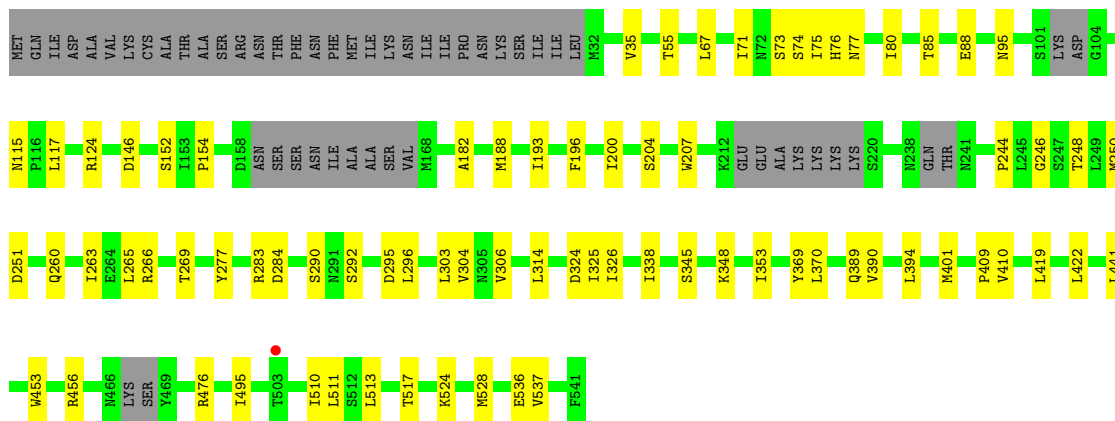 MET GLN ILE ASP ALA VAL LYS CYS ALA THR ALA SER ARG ASN THR PHE ASN PHE MET ILE LYS ASN ILE ILE PRO ASN LYS SER ILE ILE LEU M32 V35 T55 L67 I71 N72 S73 S74 I75 H76 N77 I80 T85 E88 N95 S101 LYS ASP G104
N115 P116 L117 R124 D146 S152 I153 P154 D158 ASN SER SER ASN ILE ALA ALA SER VAL M168 A182 M188 I193 F196 I200 S204 W207 K212 GLU GLU ALA LYS LYS LYS LYS S220 N238 GLN THR N241 P244 L245 G246 S247 T248 L249 M250
D251 Q260 I263 E264 L265 R266 T269 Y277 R283 D284 S290 N291 S292 D295 L296 L303 V304 N305 V306 L314 D324 I325 I326 I338 S345 K348 I353 Y369 L370 Q389 V390 L394 M401 P409 V410 L419 L422 L441
W453 R456 N466 LYS SER Y469 R476 I495 T503 I510 L511 S512 L513 T517 K524 M528 E536 V537 F541